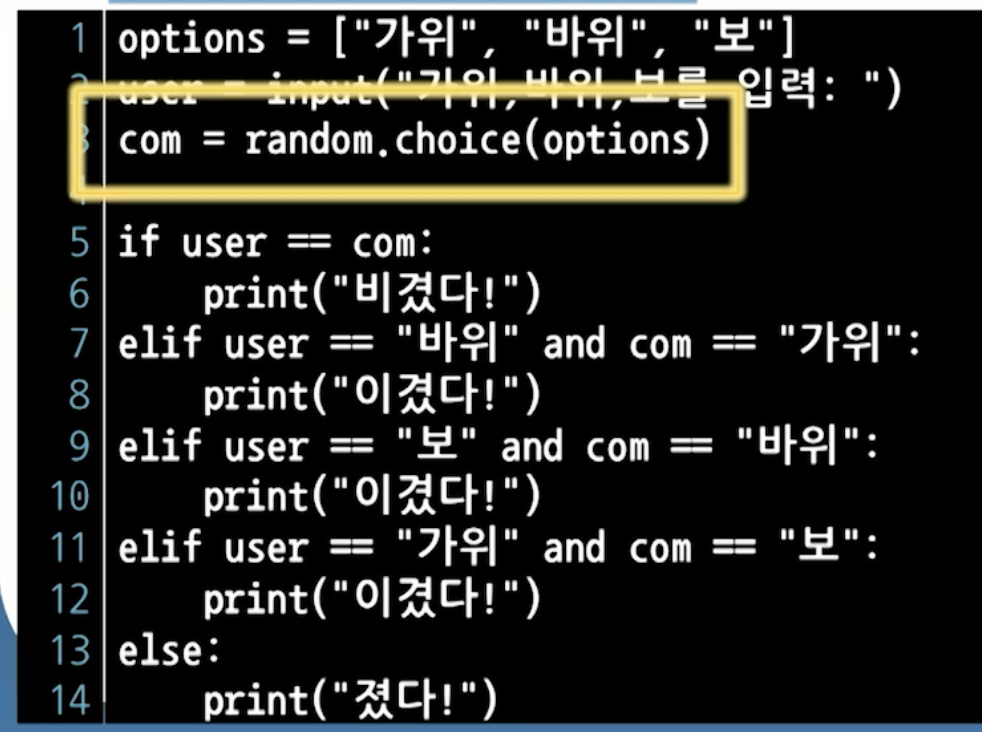 1 options = ["가위", "바위", "보"]
2 user = input("가위,바위,보를 입력: ")
3 com = random.choice(options)
4
5 if user == com:
6     print("비겼다!")
7 elif user == "바위" and com == "가위":
8     print("이겼다!")
9 elif user == "보" and com == "바위":
10     print("이겼다!")
11 elif user == "가위" and com == "보":
12     print("이겼다!")
13 else:
14     print("졌다!")